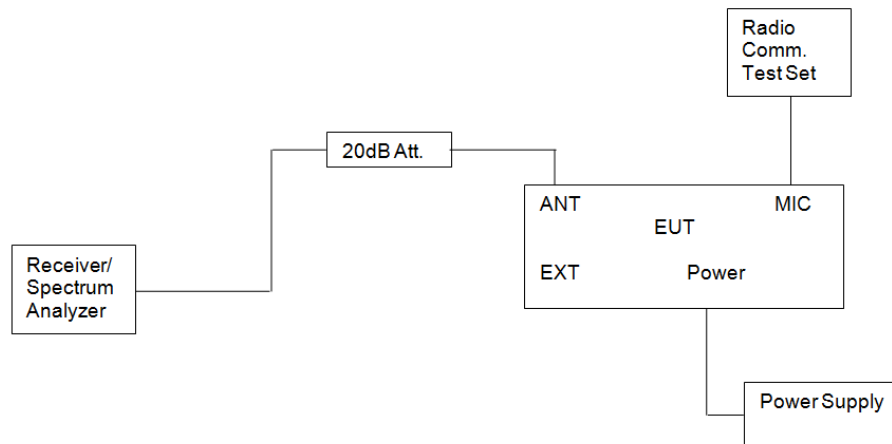 Radio
Comm.
Test Set
20dB Att.
ANT
MIC
EUT
EXT
Power
Receiver/
Spectrum
Analyzer
Power Supply